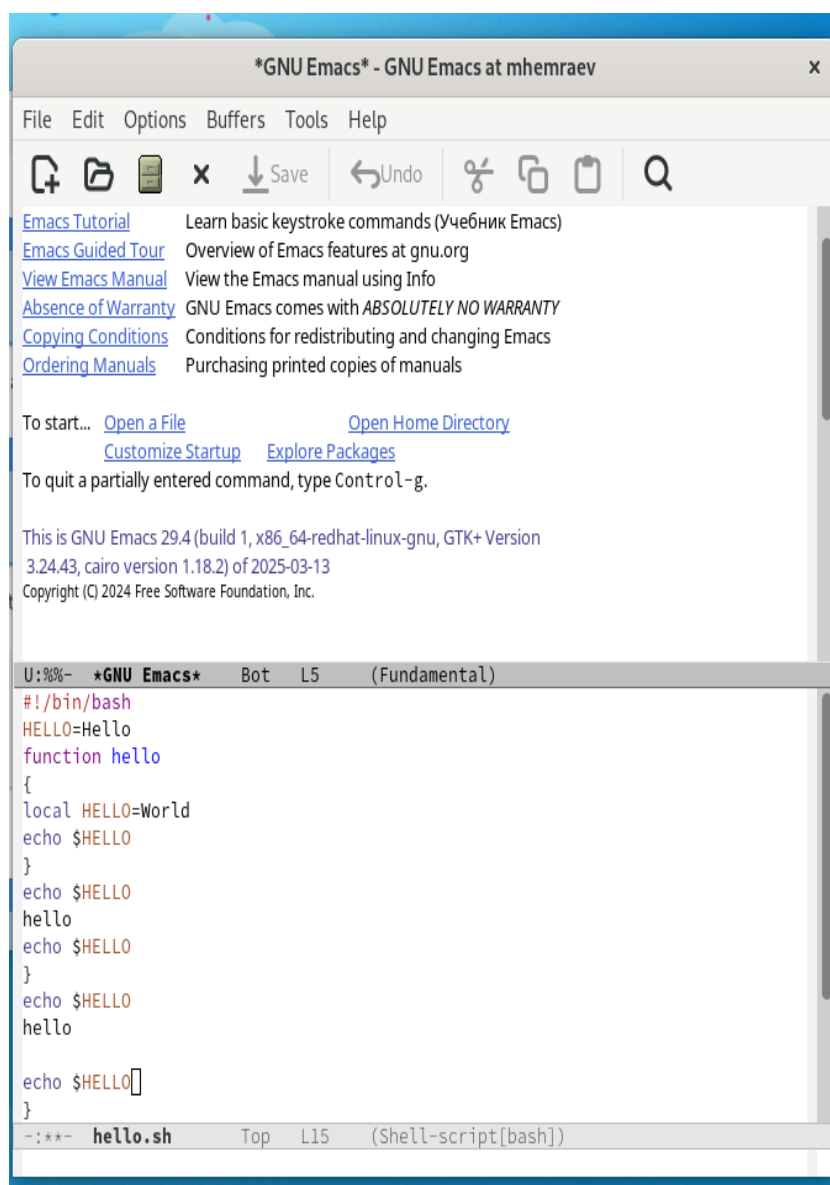 *GNU Emacs* - GNU Emacs at mhemraev
File Edit Options Buffers Tools Help
Save Undo
Emacs Tutorial Learn basic keystroke commands (Учебник Emacs)
Emacs Guided Tour Overview of Emacs features at gnu.org
View Emacs Manual View the Emacs manual using Info
Absence of Warranty GNU Emacs comes with ABSOLUTELY NO WARRANTY
Copying Conditions Conditions for redistributing and changing Emacs
Ordering Manuals Purchasing printed copies of manuals
To start... Open a File Open Home Directory
Customize Startup Explore Packages
To quit a partially entered command, type Control-g.
This is GNU Emacs 29.4 (build 1, x86_64-redhat-linux-gnu, GTK+ Version
3.24.43, cairo version 1.18.2) of 2025-03-13
Copyright (C) 2024 Free Software Foundation, Inc.
U:%%- *GNU Emacs* Bot L5 (Fundamental)
#!/bin/bash
HELLO=Hello
function hello
{
local HELLO=World
echo $HELLO
}
echo $HELLO
hello
echo $HELLO
}
echo $HELLO
hello
echo $HELLO
}
-:**- hello.sh Top L15 (Shell-script[bash])